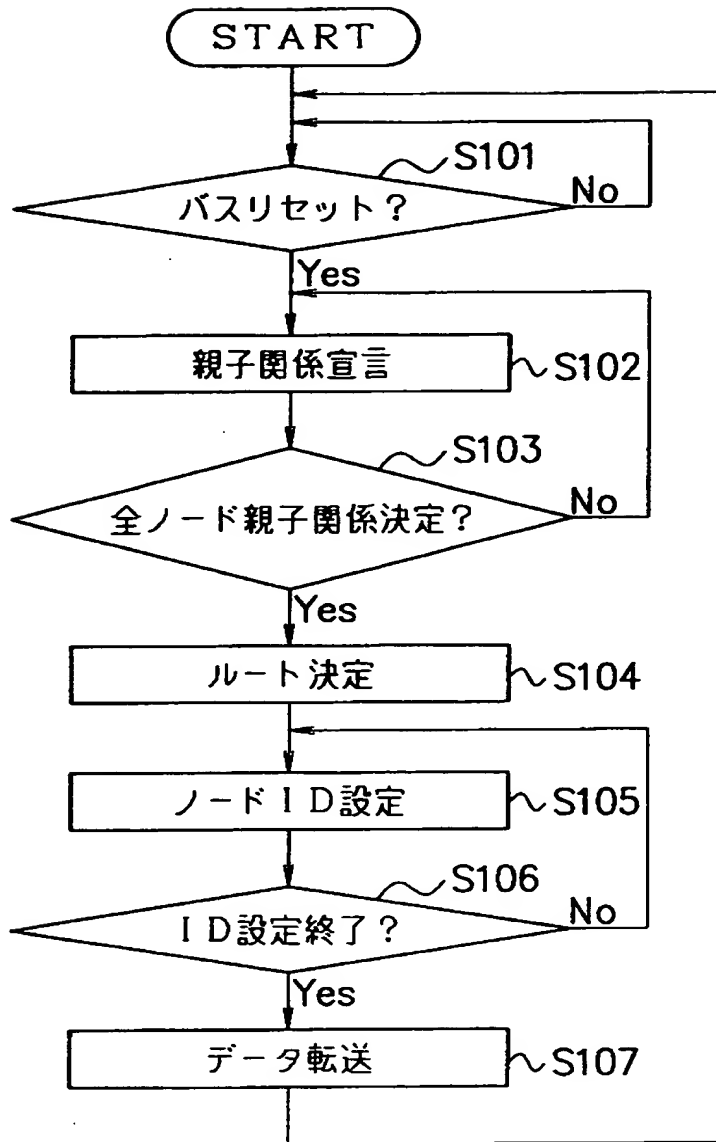 START
S101
バスリセット?
No
Yes
親子関係宣言
S102
S103
全ノード親子関係決定?
No
Yes
ルート決定
S104
ノードID設定
S105
S106
ID設定終了?
No
Yes
データ転送
S107